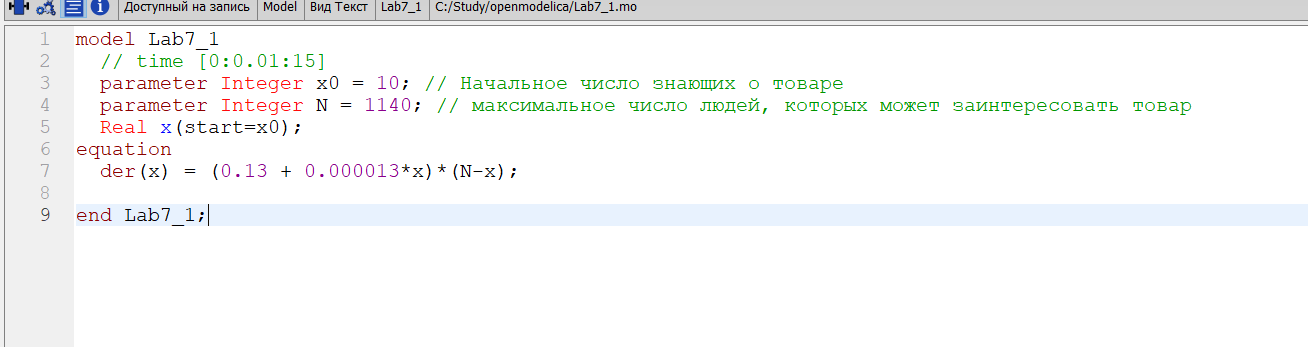 Доступный на запись Model Вид Текст Lab7_1 C:/Study/openmodelica/Lab7_1.mo
1 model Lab7_1
2 // time [0:0.01:15]
3 parameter Integer x0 = 10; // Начальное число знающих о товаре
4 parameter Integer N = 1140; // максимальное число людей, которых может заинтересовать товар
5 Real x(start=x0);
6 equation
7 der(x) = (0.13 + 0.000013*x)*(N-x);
8
9 end Lab7_1;